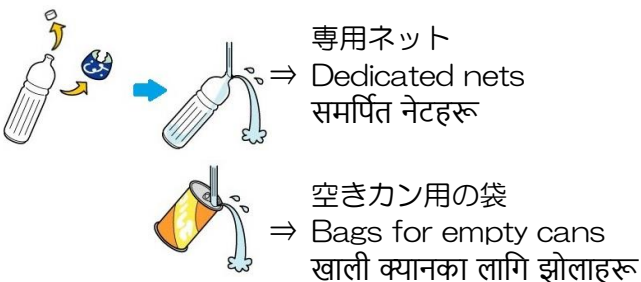 専用ネット
⇒ Dedicated nets
समर्पित नेटहरू
空きカン用の袋
⇒ Bags for empty cans
खाली क्यानका लागि झोलाहरू